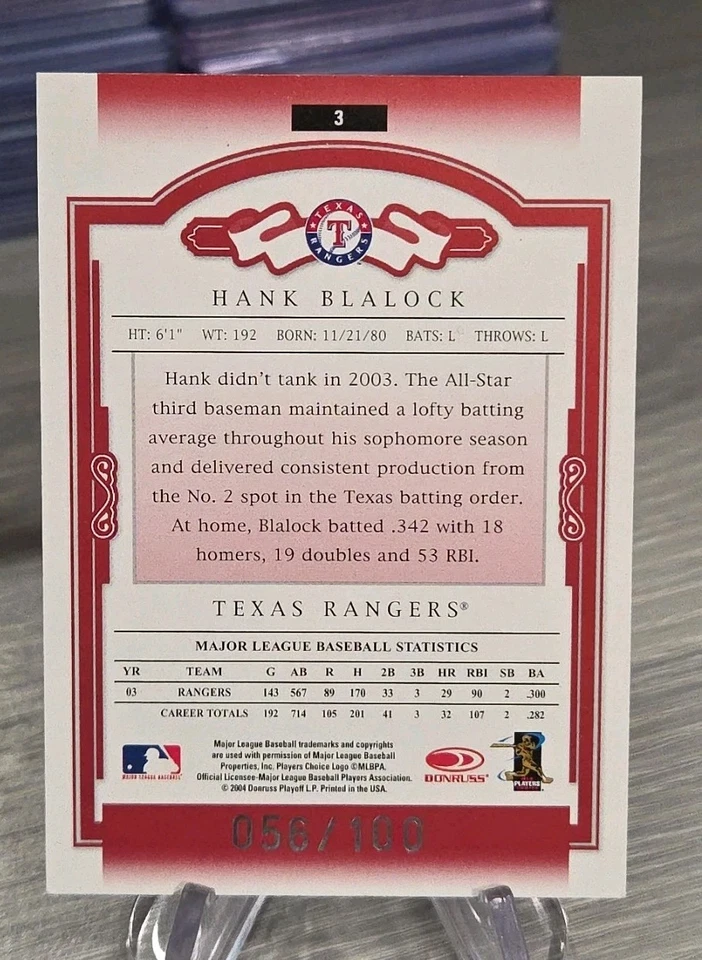 3
TEXAS
T
RANGERS
HANK BLALOCK
HT: 6'1" WT: 192 BORN: 11/21/80 BATS: L THROWS: L
Hank didn't tank in 2003. The All-Star
third baseman maintained a lofty batting
average throughout his sophomore season
and delivered consistent production from
the No. 2 spot in the Texas batting order.
At home, Blalock batted .342 with 18
homers, 19 doubles and 53 RBI.
TEXAS RANGERS®
MAJOR LEAGUE BASEBALL STATISTICS
YR TEAM G AB R H 2B 3B HR RBI SB BA
03 RANGERS 143 567 89 170 33 3 29 90 2 .300
CAREER TOTALS 192 714 105 201 41 3 32 107 2 .282
Major League Baseball trademarks and copyrights
are used with permission of Major League Baseball
Properties, Inc. Players Choice Logo ©MLBPA.
Official Licensee-Major League Baseball Players Association.
© 2004 Donruss Playoff L.P. Printed in the USA.
MAJOR LEAGUE BASEBALL
DONRUSS
PLAYERS
056/100